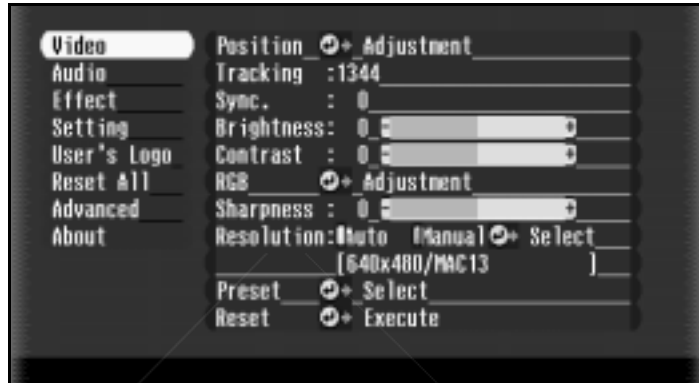 Video
Audio
Effect
Setting
User's Logo
Reset All
Advanced
About
Position Adjustment
Tracking :1344
Sync. : 0
Brightness: 0 - +
Contrast : 0 - +
RGB Adjustment
Sharpness : 0 - +
Resolution: Auto Manual Select
[640x480/MAC13 ]
Preset Select
Reset Execute